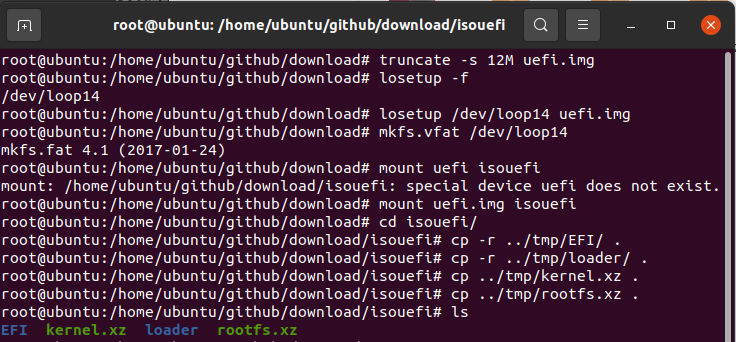 root@ubuntu: /home/ubuntu/github/download/isouefi
root@ubuntu:/home/ubuntu/github/download# truncate -s 12M uefi.img
root@ubuntu:/home/ubuntu/github/download# losetup -f
/dev/loop14
root@ubuntu:/home/ubuntu/github/download# losetup /dev/loop14 uefi.img
root@ubuntu:/home/ubuntu/github/download# mkfs.vfat /dev/loop14
mkfs.fat 4.1 (2017-01-24)
root@ubuntu:/home/ubuntu/github/download# mount uefi isouefi
mount: /home/ubuntu/github/download/isouefi: special device uefi does not exist.
root@ubuntu:/home/ubuntu/github/download# mount uefi.img isouefi
root@ubuntu:/home/ubuntu/github/download# cd isouefi/
root@ubuntu:/home/ubuntu/github/download/isouefi# cp -r ../tmp/EFI/ .
root@ubuntu:/home/ubuntu/github/download/isouefi# cp -r ../tmp/loader/ .
root@ubuntu:/home/ubuntu/github/download/isouefi# cp ../tmp/kernel.xz .
root@ubuntu:/home/ubuntu/github/download/isouefi# cp ../tmp/rootfs.xz .
root@ubuntu:/home/ubuntu/github/download/isouefi# ls
EFI  kernel.xz  loader  rootfs.xz